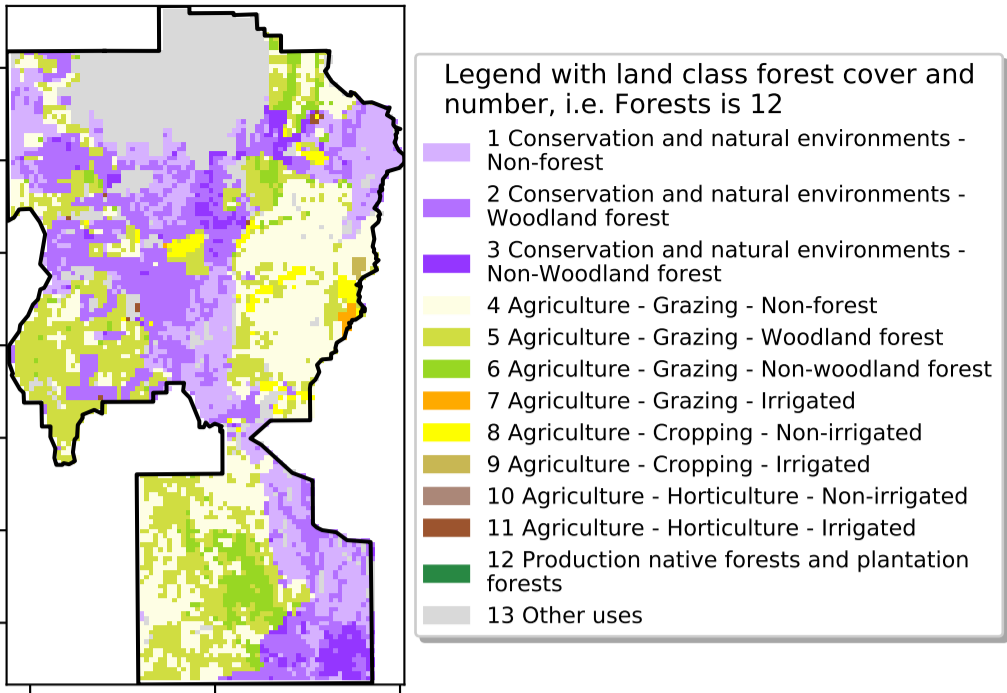 Legend with land class forest cover and
number, i.e. Forests is 12
1 Conservation and natural environments -
Non-forest
2 Conservation and natural environments -
Woodland forest
3 Conservation and natural environments -
Non-Woodland forest
4 Agriculture - Grazing - Non-forest
5 Agriculture - Grazing - Woodland forest
6 Agriculture - Grazing - Non-woodland forest
7 Agriculture - Grazing - Irrigated
8 Agriculture - Cropping - Non-irrigated
9 Agriculture - Cropping - Irrigated
10 Agriculture - Horticulture - Non-irrigated
11 Agriculture - Horticulture - Irrigated
12 Production native forests and plantation
forests
13 Other uses